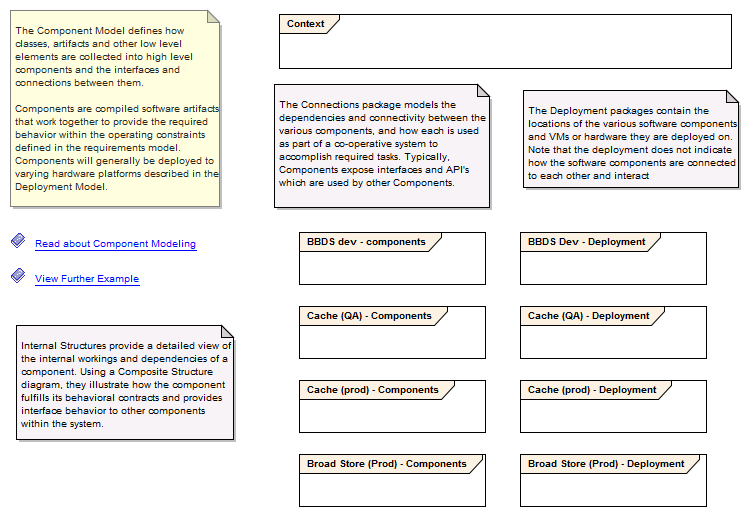 The Component Model defines how
classes, artifacts and other low level
elements are collected into high level
components and the interfaces and
connections between them.
Components are compiled software artifacts
that work together to provide the required
behavior within the operating constraints
defined in the requirements model.
Components will generally be deployed to
varying hardware platforms described in the
Deployment Model.
Read about Component Modeling
View Further Example
Internal Structures provide a detailed view of
the internal workings and dependencies of a
component. Using a Composite Structure
diagram, they illustrate how the component
fulfills its behavioral contracts and provides
interface behavior to other components
within the system.
Context
The Connections package models the
dependencies and connectivity between the
various components, and how each is used
as part of a co-operative system to
accomplish required tasks. Typically,
Components expose interfaces and API's
which are used by other Components.
The Deployment packages contain the
locations of the various software components
and VMs or hardware they are deployed on.
Note that the deployment does not indicate
how the software components are connected
to each other and interact
BBDS dev - components
BBDS Dev - Deployment
Cache (QA) - Components
Cache (QA) - Deployment
Cache (prod) - Components
Cache (prod) - Deployment
Broad Store (Prod) - Components
Broad Store (Prod) - Deployment